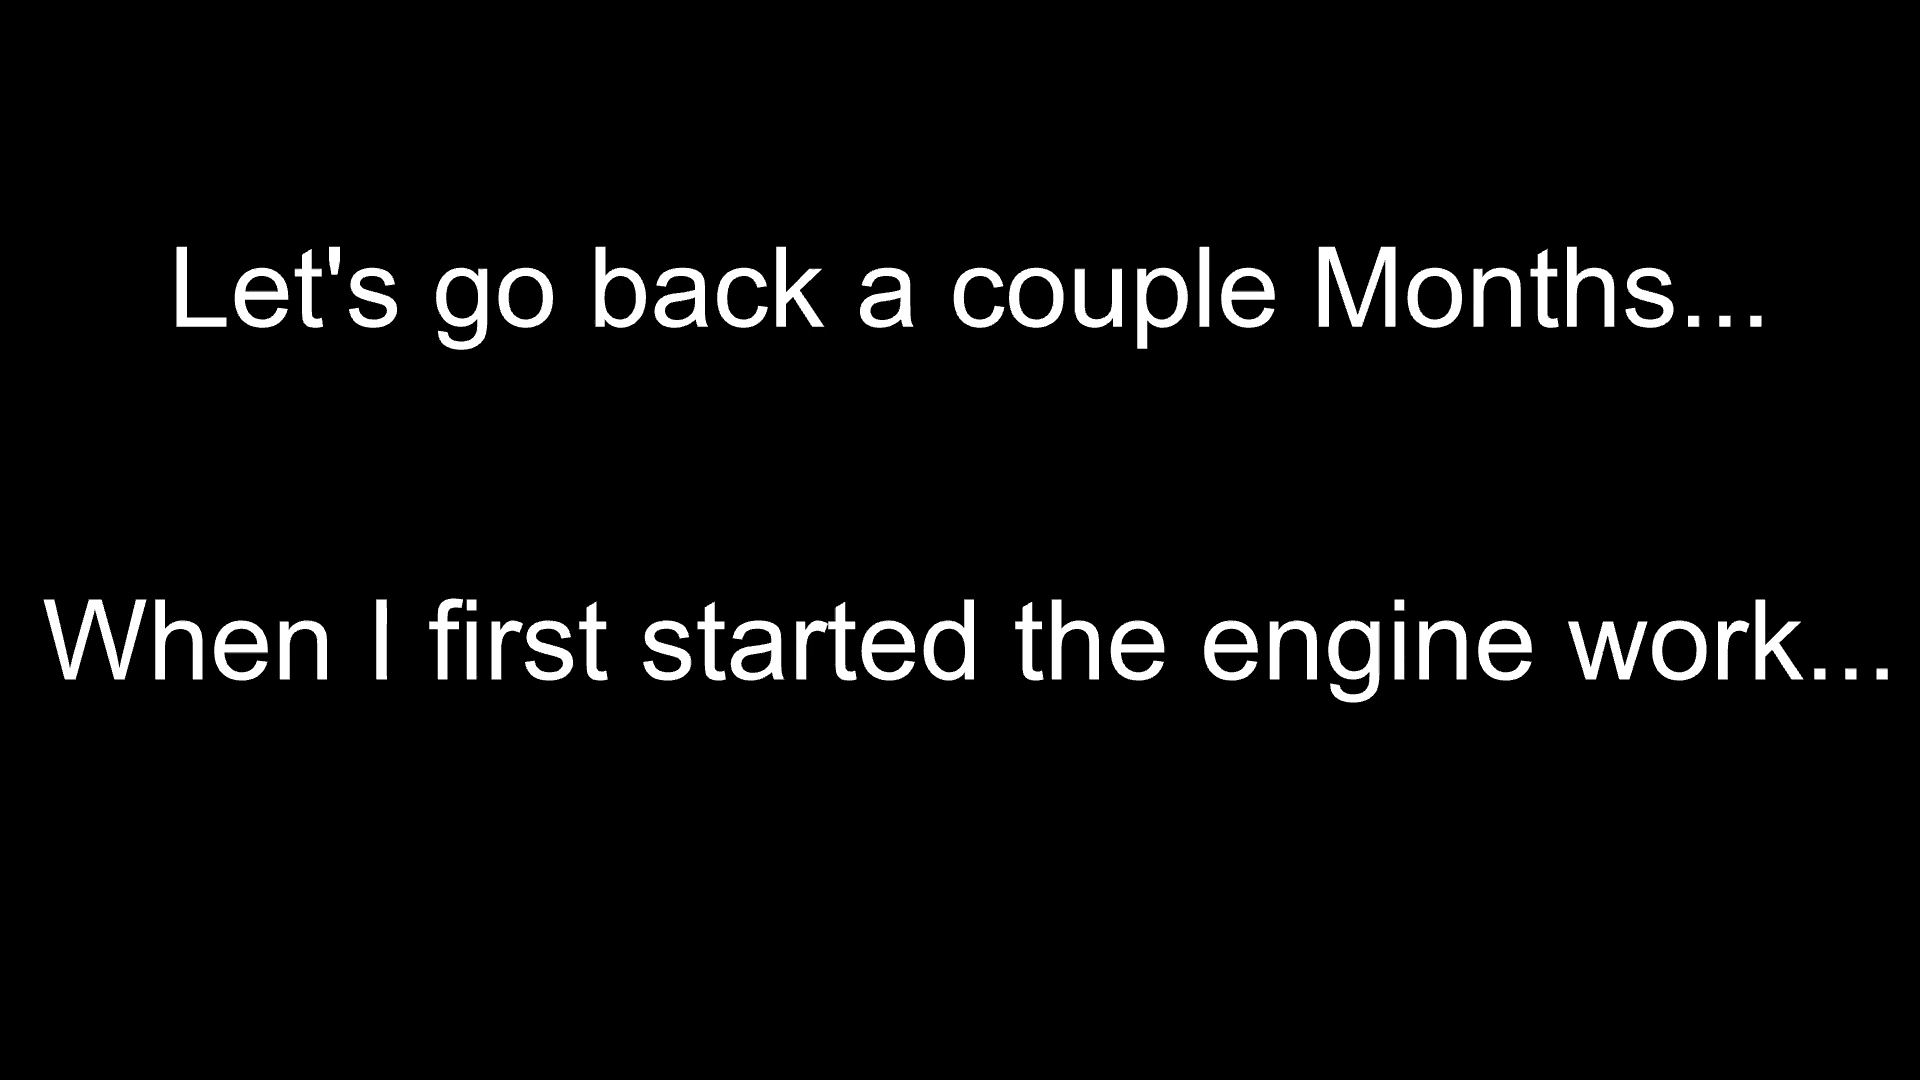 Let's go back a couple Months...
When I first started the engine work...